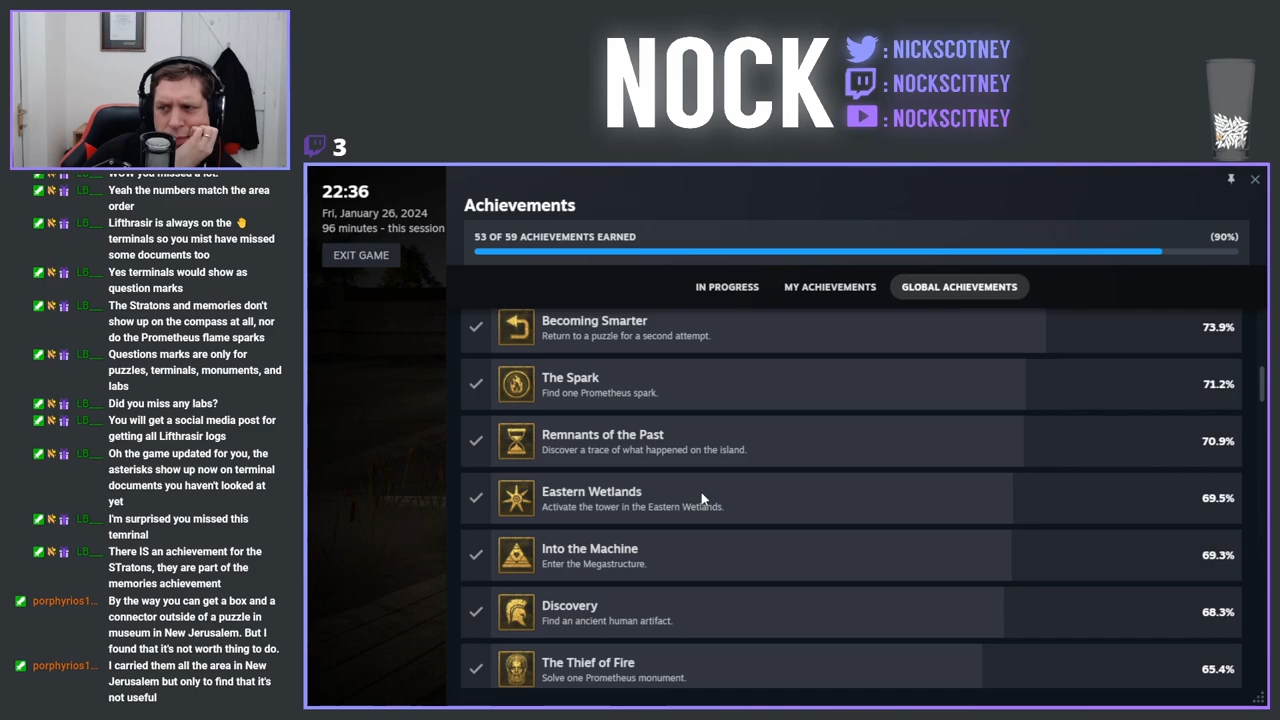 NOCK
: NICKSCOTNEY
: NOCKSCITNEY
: NOCKSCITNEY
3
WOW you missed a lot.
LB__ Yeah the numbers match the area
order
LB__ Lifthrasir is always on the 👋
terminals so you mist have missed
some documents too
LB__ Yes terminals would show as
question marks
LB__ The Stratons and memories don't
show up on the compass at all, nor
do the Prometheus flame sparks
LB__ Questions marks are only for
puzzles, terminals, monuments, and
labs
LB__ Did you miss any labs?
LB__ You will get a social media post for
getting all Lifthrasir logs
LB__ Oh the game updated for you, the
asterisks show up now on terminal
documents you haven't looked at
yet
LB__ I'm surprised you missed this
temrinal
LB__ There IS an achievement for the
STratons, they are part of the
memories achievement
porphyrios1... By the way you can get a box and a
connector outside of a puzzle in
museum in New Jerusalem. But I
found that it's not worth thing to do.
porphyrios1... I carried them all the area in New
Jerusalem but only to find that it's
not useful
22:36
Fri, January 26, 2024
96 minutes - this session
EXIT GAME
Achievements
53 OF 59 ACHIEVEMENTS EARNED (90%)
IN PROGRESS MY ACHIEVEMENTS GLOBAL ACHIEVEMENTS
Becoming Smarter
Return to a puzzle for a second attempt.
73.9%
The Spark
Find one Prometheus spark.
71.2%
Remnants of the Past
Discover a trace of what happened on the island.
70.9%
Eastern Wetlands
Activate the tower in the Eastern Wetlands.
69.5%
Into the Machine
Enter the Megastructure.
69.3%
Discovery
Find an ancient human artifact.
68.3%
The Thief of Fire
Solve one Prometheus monument.
65.4%